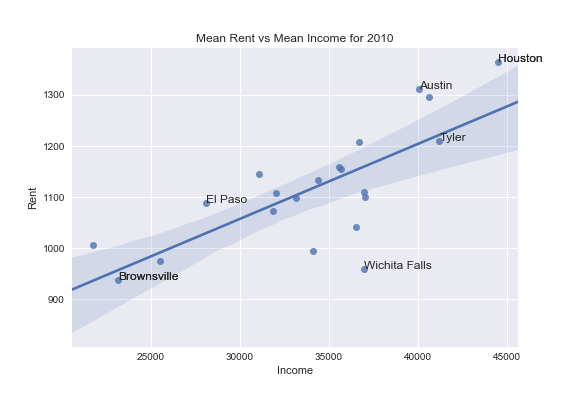 Mean Rent vs Mean Income for 2010
Houston
Austin
1300
Tyler
1200
Rent
1100
El Paso
1000
Wichita Falls
Brownsville
900
25000 30000 35000 40000 45000
Income